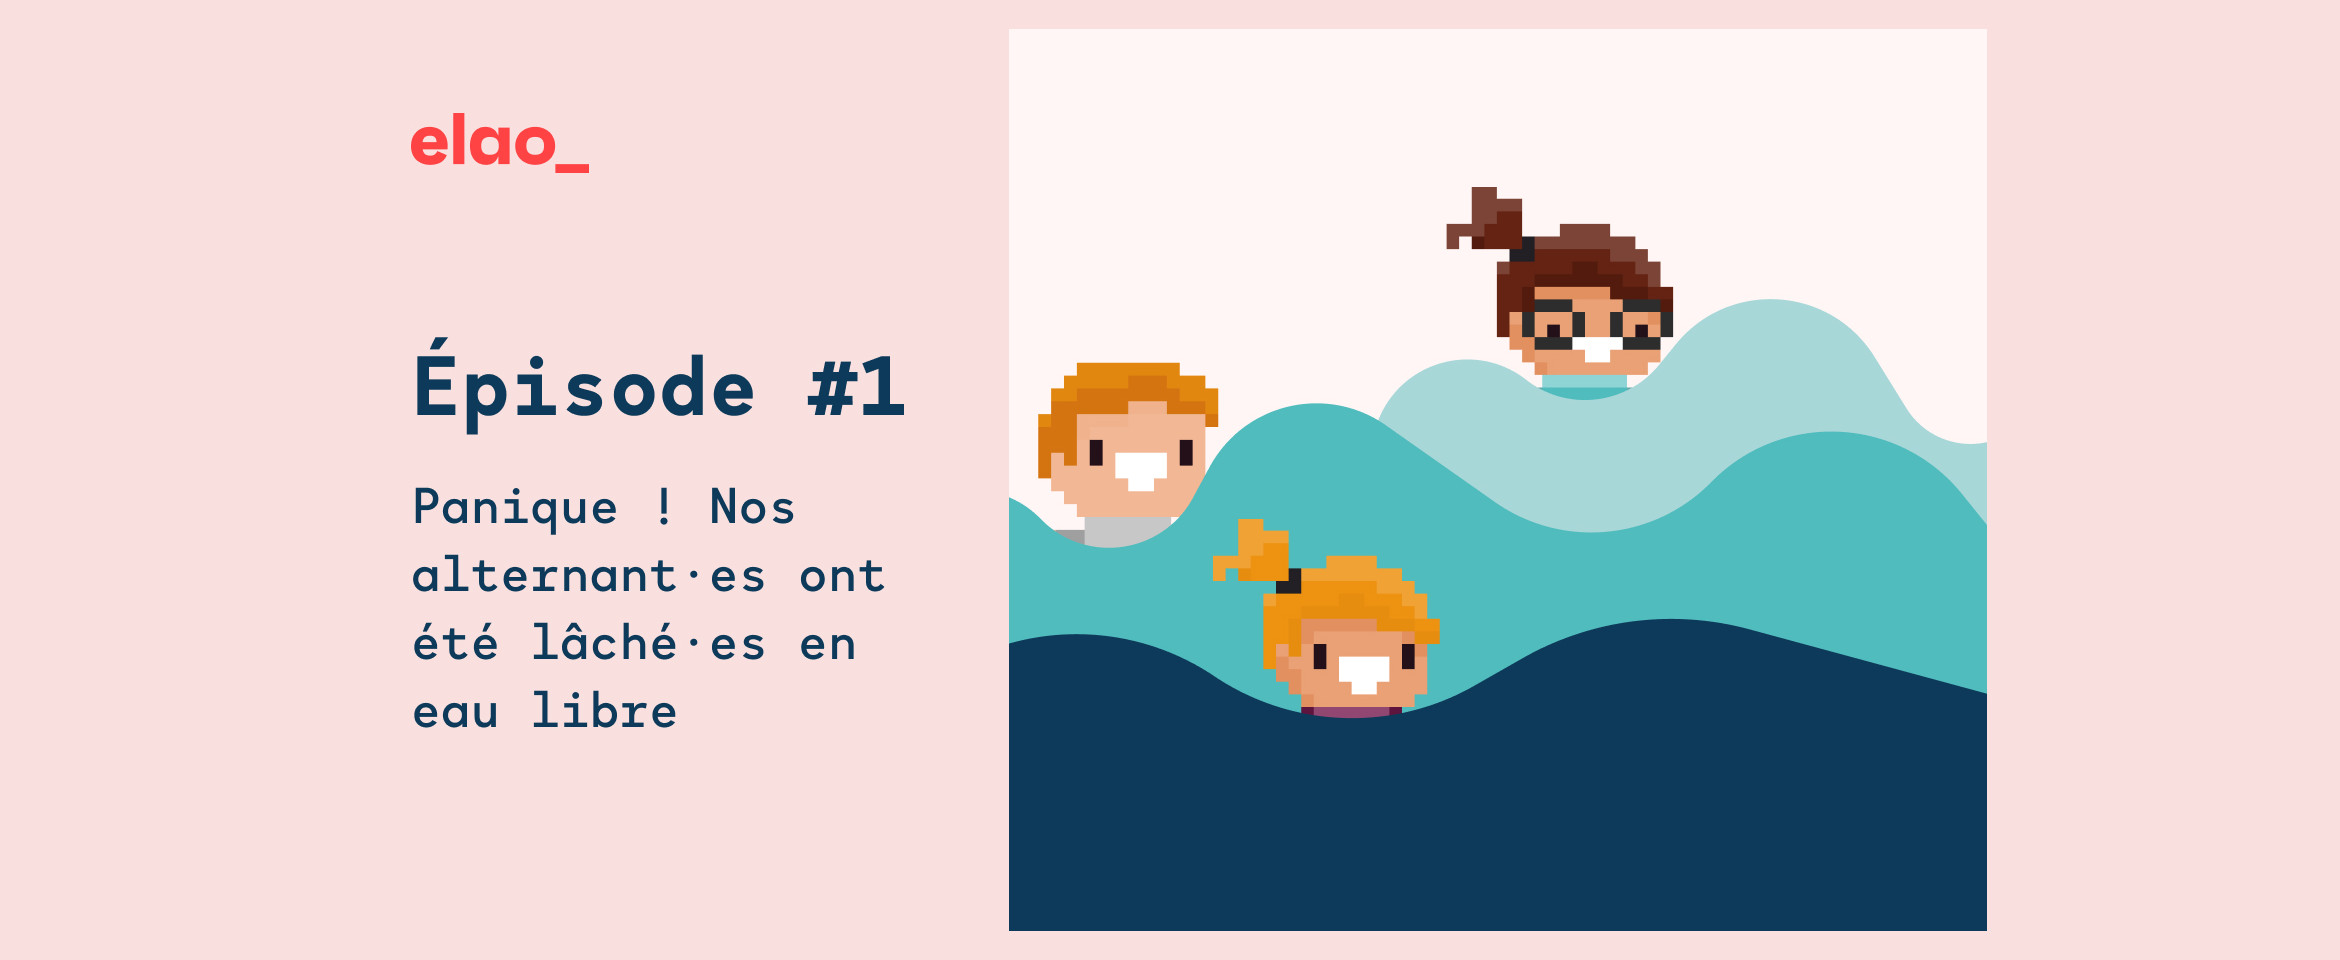 elao_
Épisode #1
Panique ! Nos
alternant·es ont
été lâché·es en
eau libre